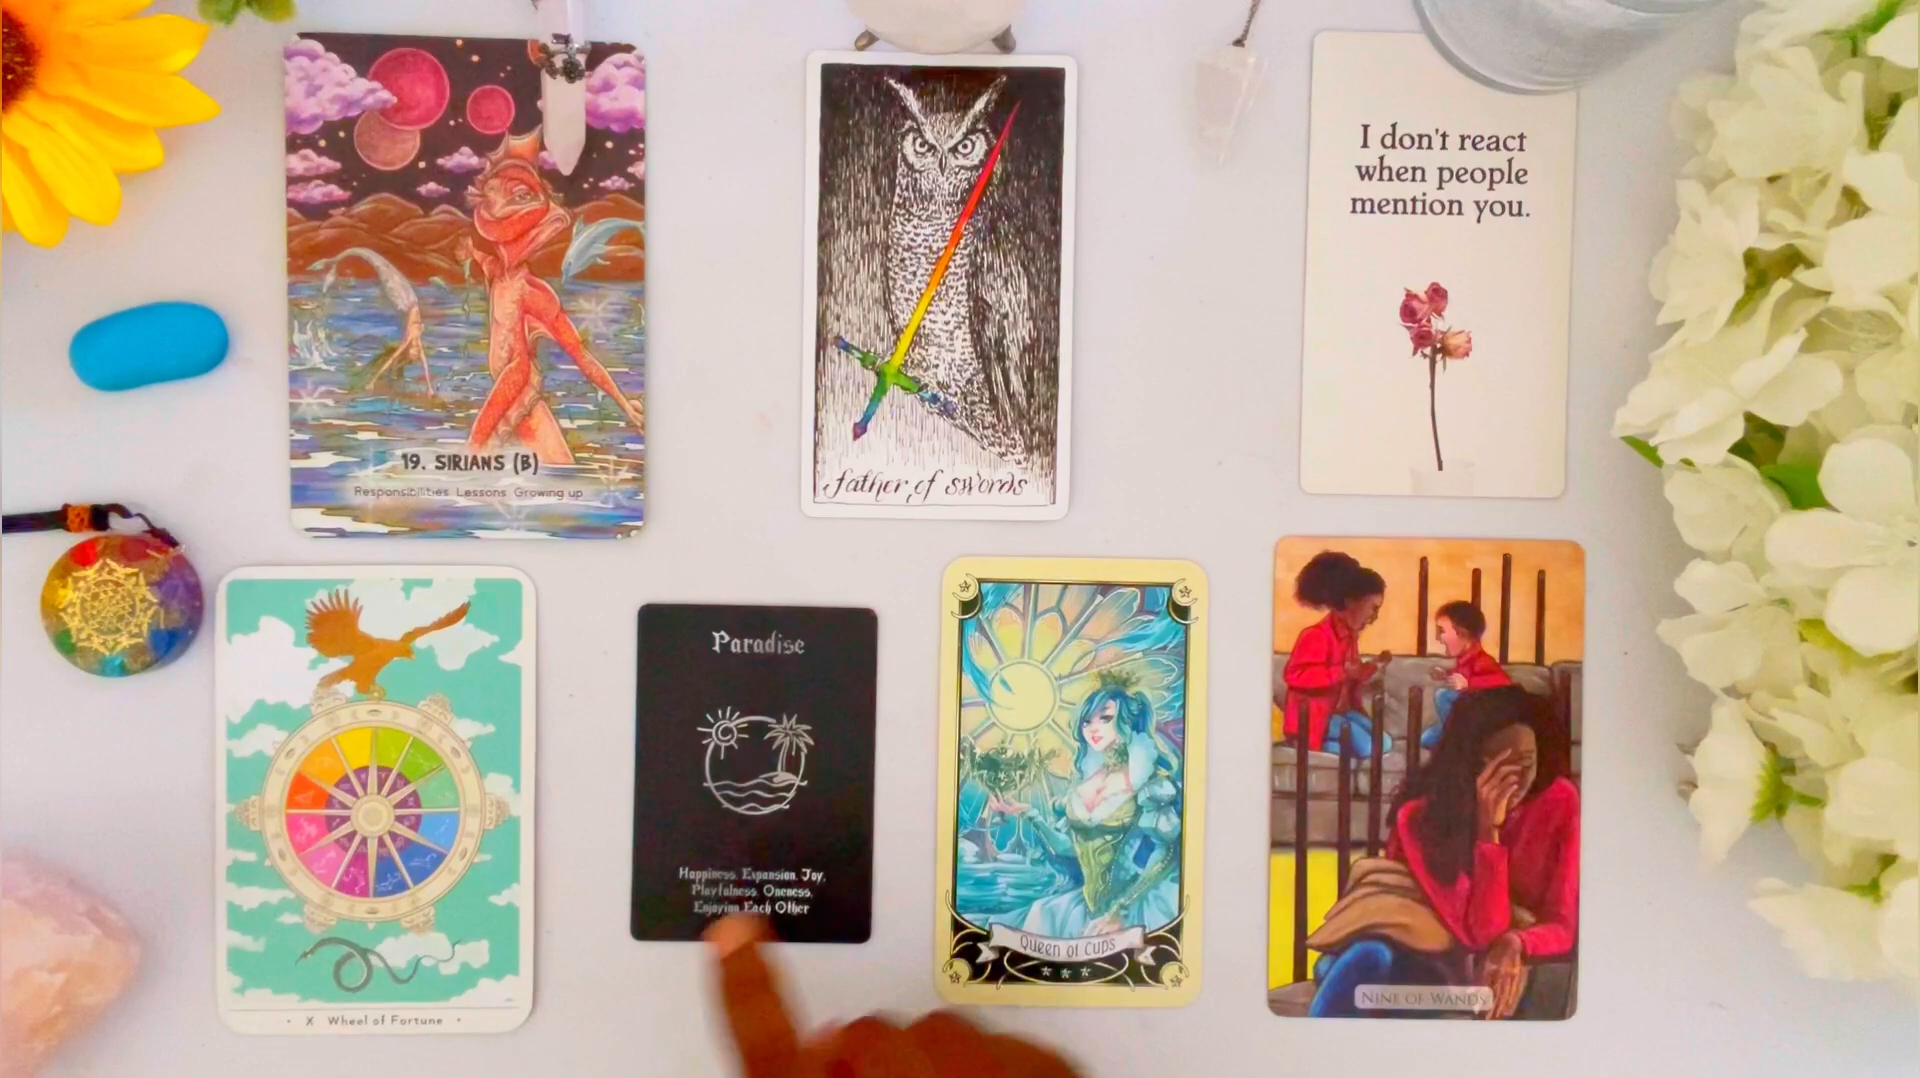 19. SIRIANS (B)
Responsibilities Lessons Growing up
father of swords
I don't react
when people
mention you.
X Wheel of Fortune
Paradise
Happiness, Expansion, Joy,
Playfulness, Oneness,
Enjoying Each Other
Queen of Cups
NINE OF WANDS